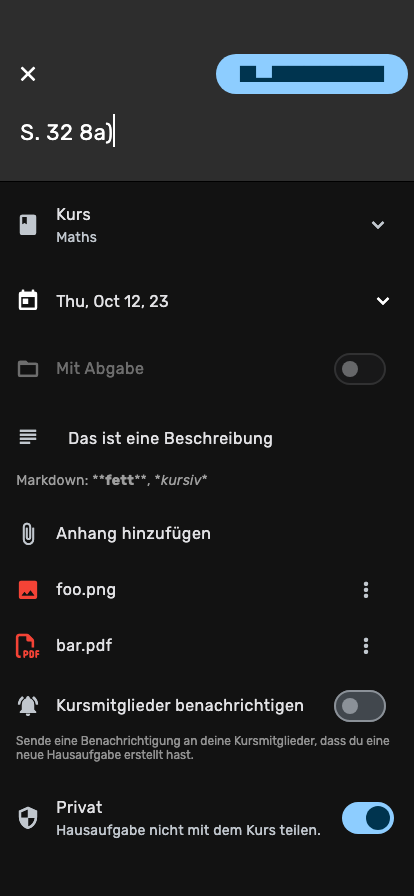 S. 32 8a)
Kurs
Maths
Thu, Oct 12, 23
Mit Abgabe
Das ist eine Beschreibung
Markdown: **fett**, *kursiv*
Anhang hinzufügen
foo.png
PDF bar.pdf
Kursmitglieder benachrichtigen
Sende eine Benachrichtigung an deine Kursmitglieder, dass du eine
neue Hausaufgabe erstellt hast.
Privat
Hausaufgabe nicht mit dem Kurs teilen.